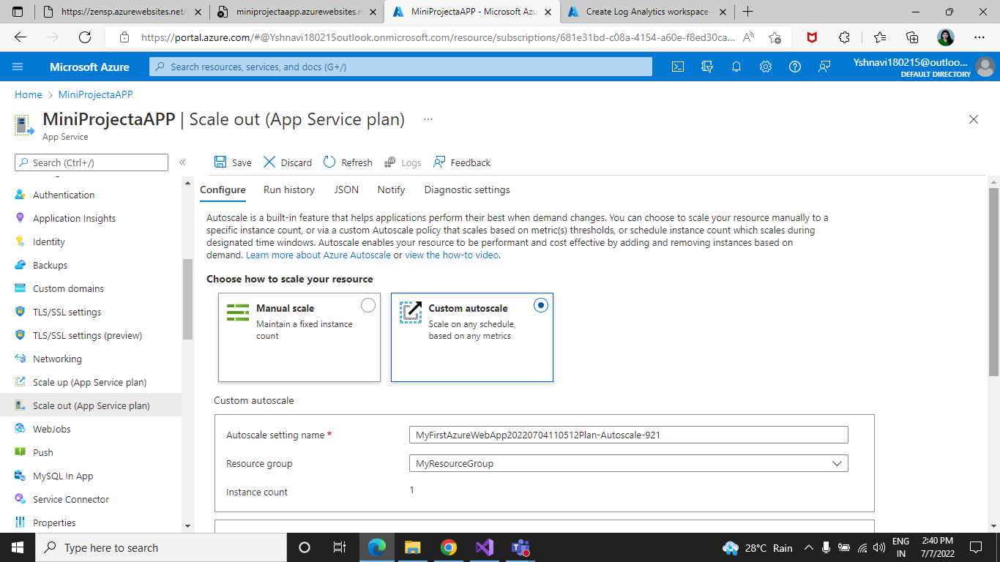 https://zensp.azurewebsites.net/
miniprojectaapp.azurewebsites.n
MiniProjectaAPP - Microsoft Azu
Create Log Analytics workspace -
https://portal.azure.com/#@Yshnavi180215outlook.onmicrosoft.com/resource/subscriptions/681e31bd-c08a-4154-a60e-f8ed30ca...
Microsoft Azure
Search resources, services, and docs (G+/)
Yshnavi180215@outloo...
DEFAULT DIRECTORY
Home > MiniProjectaAPP
MiniProjectaAPP | Scale out (App Service plan) ...
App Service
Search (Ctrl+/)
«
Save
Discard
Refresh
Logs
Feedback
Authentication
Application Insights
Identity
Backups
Custom domains
TLS/SSL settings
TLS/SSL settings (preview)
Networking
Scale up (App Service plan)
Scale out (App Service plan)
WebJobs
Push
MySQL In App
Service Connector
Properties
Configure
Run history
JSON
Notify
Diagnostic settings
Autoscale is a built-in feature that helps applications perform their best when demand changes. You can choose to scale your resource manually to a
specific instance count, or via a custom Autoscale policy that scales based on metric(s) thresholds, or schedule instance count which scales during
designated time windows. Autoscale enables your resource to be performant and cost effective by adding and removing instances based on
demand. Learn more about Azure Autoscale or view the how-to video.
Choose how to scale your resource
Manual scale
Maintain a fixed instance
count
Custom autoscale
Scale on any schedule,
based on any metrics
Custom autoscale
Autoscale setting name *
MyFirstAzureWebApp20220704110512Plan-Autoscale-921
Resource group
MyResourceGroup
Instance count
1
Type here to search
28°C Rain
ENG
IN
2:40 PM
7/7/2022